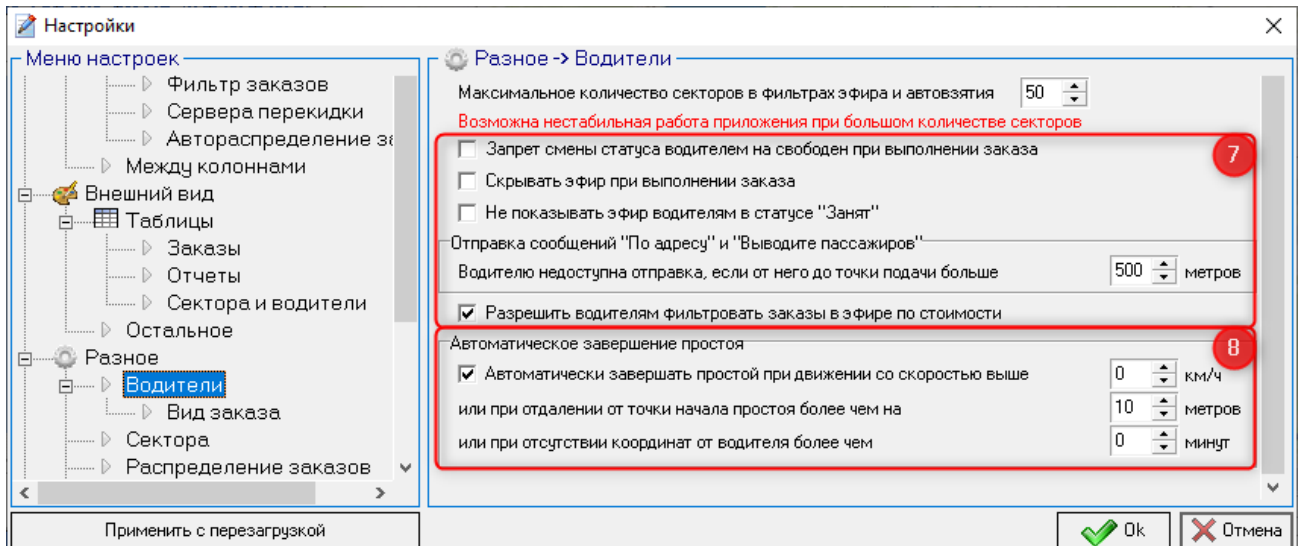 Настройки
Меню настроек
Фильтр заказов
Сервера перекидки
Автораспределение за
Между колоннами
Внешний вид
Таблицы
Заказы
Отчеты
Сектора и водители
Остальное
Разное
Водители
Вид заказа
Сектора
Распределение заказов
Применить с перезагрузкой
Разное -> Водители
Максимальное количество секторов в фильтрах эфира и автовзятия 50
Возможна нестабильная работа приложения при большом количестве секторов
7
Запрет смены статуса водителем на свободен при выполнении заказа
Скрывать эфир при выполнении заказа
Не показывать эфир водителям в статусе "Занят"
Отправка сообщений "По адресу" и "Выводите пассажиров"
Водителю недоступна отправка, если от него до точки подачи больше 500 метров
Разрешить водителям фильтровать заказы в эфире по стоимости
8
Автоматическое завершение простоя
Автоматически завершать простой при движении со скоростью выше 0 км/ч
или при отдалении от точки начала простоя более чем на 10 метров
или при отсутствии координат от водителя более чем 0 минут
Ok
Отмена